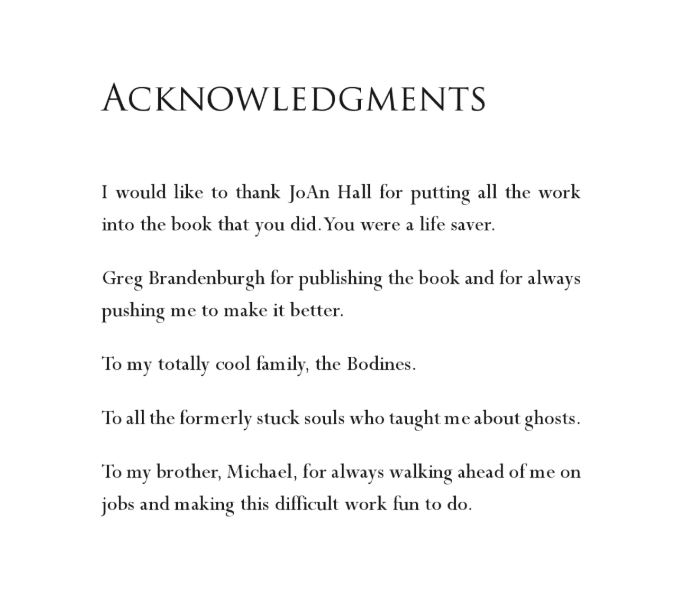 ACKNOWLEDGMENTS
I would like to thank JoAn Hall for putting all the work
into the book that you did. You were a life saver.
Greg Brandenburgh for publishing the book and for always
pushing me to make it better.
To my totally cool family, the Bodines.
To all the formerly stuck souls who taught me about ghosts.
To my brother, Michael, for always walking ahead of me on
jobs and making this difficult work fun to do.